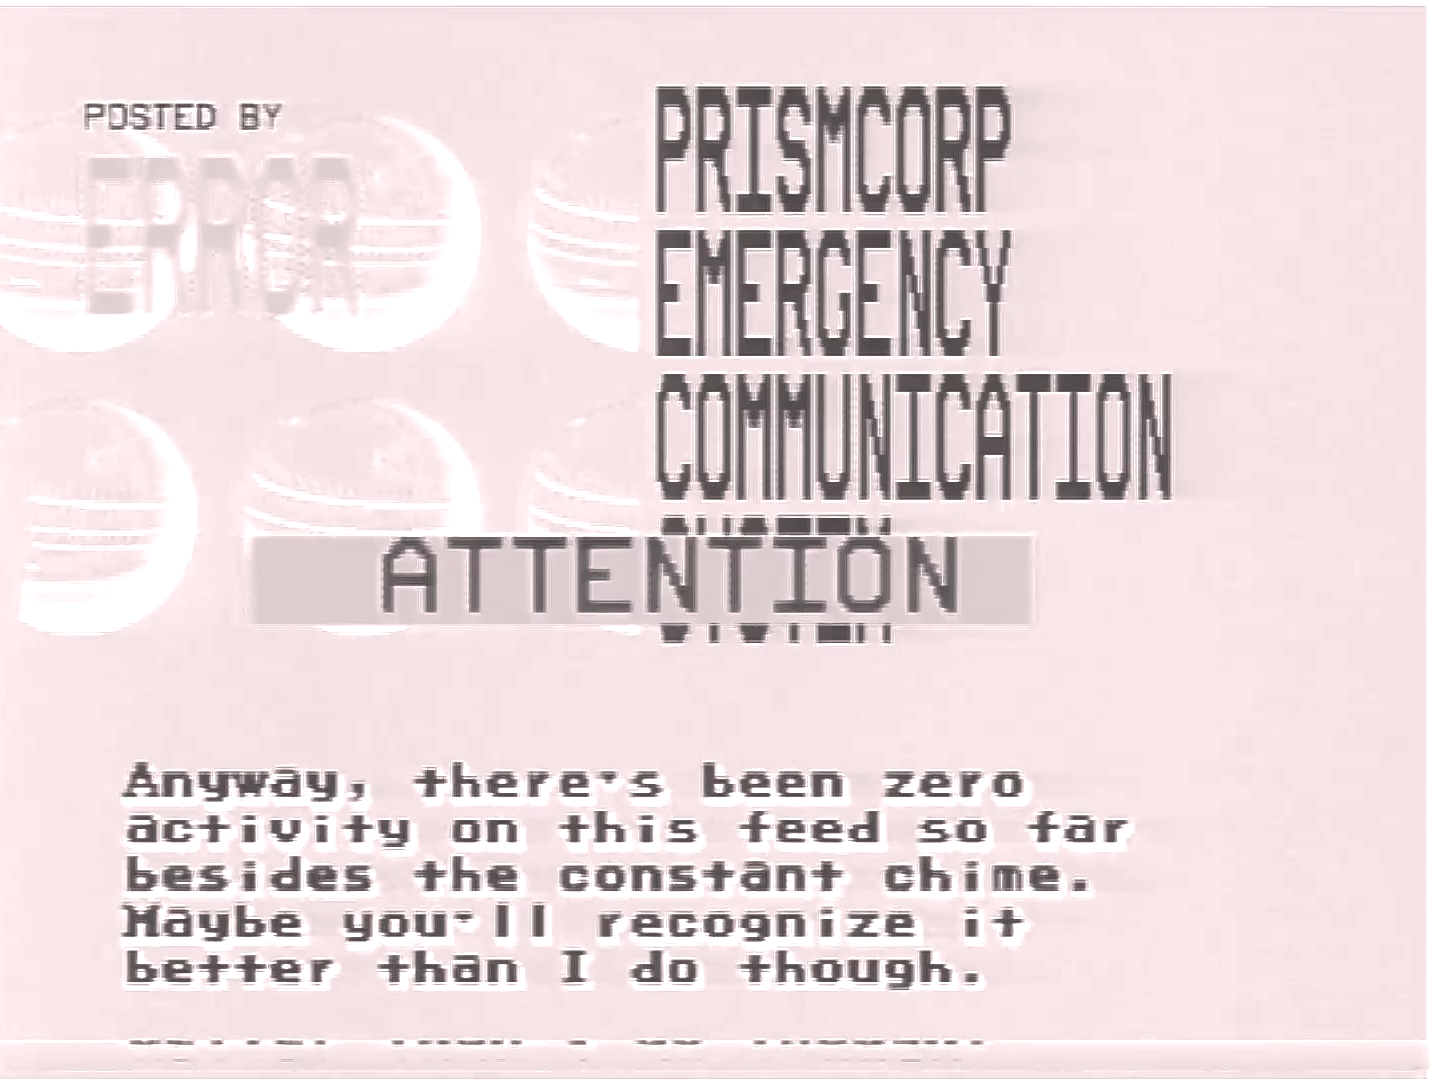 POSTED BY
ERROR
PRISMCORP
EMERGENCY
COMMUNICATION
ATTENTION
Anyway, there's been zero
activity on this feed so far
besides the constant chime.
Maybe you'll recognize it
better than I do though.